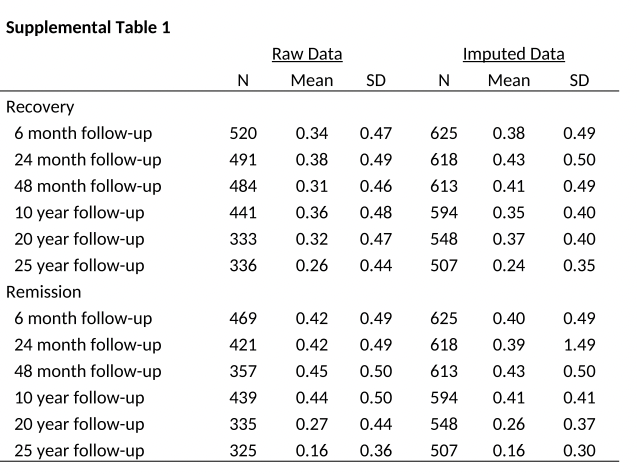 Supplemental Table 1
Raw Data Imputed Data
N Mean SD N Mean SD
Recovery
6 month follow-up 520 0.34 0.47 625 0.38 0.49
24 month follow-up 491 0.38 0.49 618 0.43 0.50
48 month follow-up 484 0.31 0.46 613 0.41 0.49
10 year follow-up 441 0.36 0.48 594 0.35 0.40
20 year follow-up 333 0.32 0.47 548 0.37 0.40
25 year follow-up 336 0.26 0.44 507 0.24 0.35
Remission
6 month follow-up 469 0.42 0.49 625 0.40 0.49
24 month follow-up 421 0.42 0.49 618 0.39 1.49
48 month follow-up 357 0.45 0.50 613 0.43 0.50
10 year follow-up 439 0.44 0.50 594 0.41 0.41
20 year follow-up 335 0.27 0.44 548 0.26 0.37
25 year follow-up 325 0.16 0.36 507 0.16 0.30